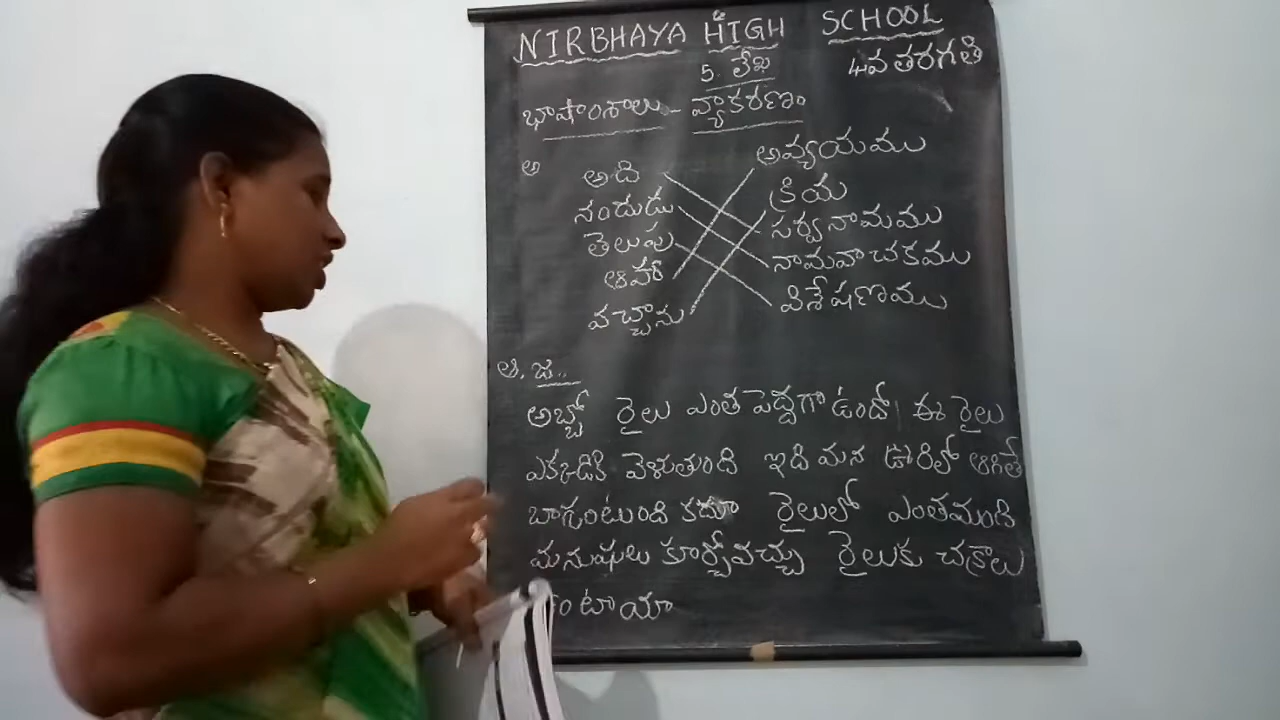 NIRBHAYA HIGH SCHOOL
5. లేఖ
4వ తరగతి
భాషాంశాలు - వ్యాకరణం
అ
అది అవ్యయము
నందుడు క్రియ
తెలుపు సర్వనామము
ఆహా నామవాచకము
వచ్చాను విశేషణాము
ఆ. జ..
అబ్బో రైలు ఎంత పెద్దగా ఉందో। ఈ రైలు
ఎక్కడికి వెళుతుంది ఇది మన ఊరిలో ఆగితే
బాగుంటుంది కదూ రైలులో ఎంతమంది
మనుషులు కూర్చోవచ్చు రైలుకు చక్రాలు
ంటాయా